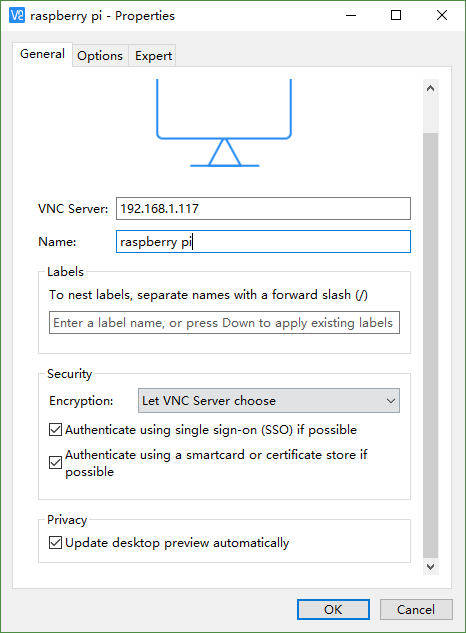 raspberry pi - Properties
General Options Expert
VNC Server: 192.168.1.117
Name: raspberry pi
Labels
To nest labels, separate names with a forward slash (/)
Enter a label name, or press Down to apply existing labels
Security
Encryption: Let VNC Server choose
Authenticate using single sign-on (SSO) if possible
Authenticate using a smartcard or certificate store if
possible
Privacy
Update desktop preview automatically
OK Cancel